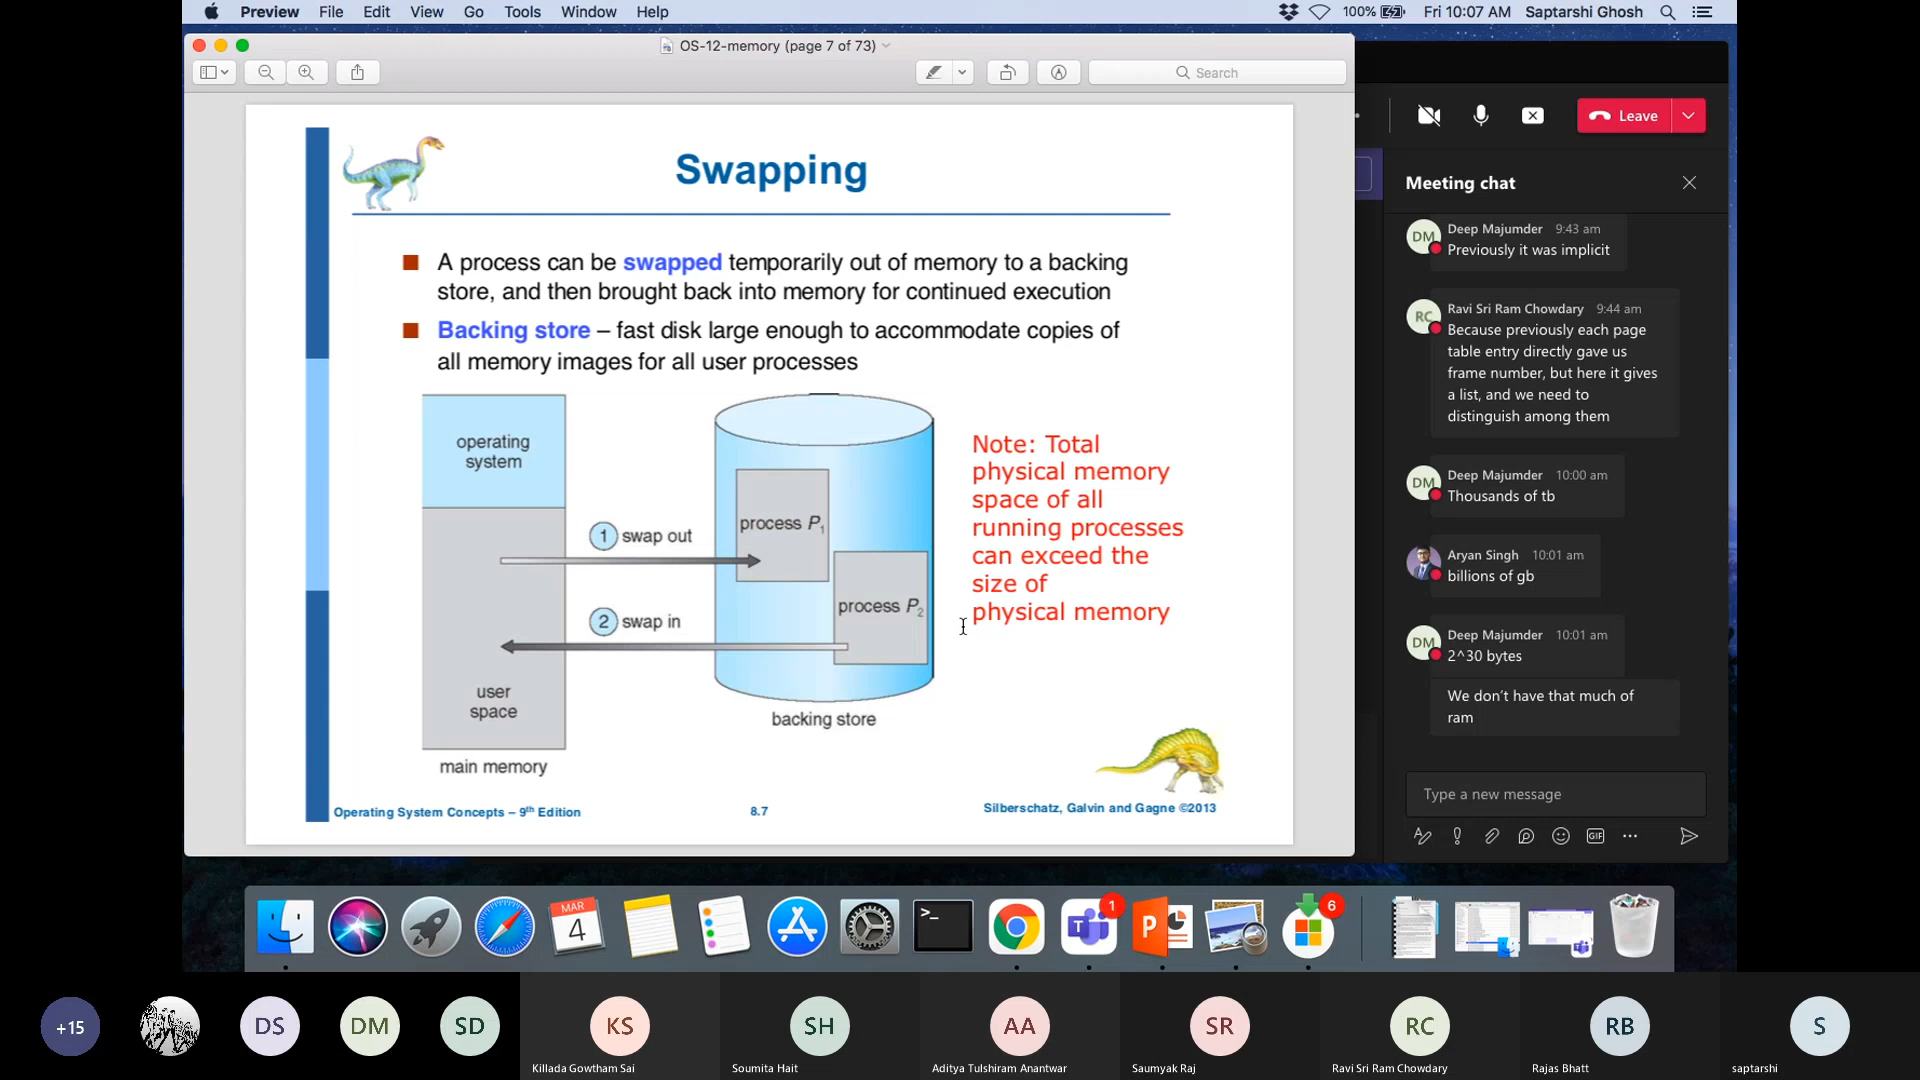 Preview File Edit View Go Tools Window Help
100% Fri 10:07 AM Saptarshi Ghosh
OS-12-memory (page 7 of 73)
Search
Swapping
A process can be swapped temporarily out of memory to a backing
store, and then brought back into memory for continued execution
Backing store – fast disk large enough to accommodate copies of
all memory images for all user processes
operating
system
1 swap out
2 swap in
user
space
main memory
process P1
process P2
backing store
Note: Total
physical memory
space of all
running processes
can exceed the
size of
physical memory
Operating System Concepts – 9th Edition
8.7
Silberschatz, Galvin and Gagne ©2013
Leave
Meeting chat
DM
Deep Majumder 9:43 am
Previously it was implicit
RC
Ravi Sri Ram Chowdary 9:44 am
Because previously each page
table entry directly gave us
frame number, but here it gives
a list, and we need to
distinguish among them
DM
Deep Majumder 10:00 am
Thousands of tb
Aryan Singh 10:01 am
billions of gb
DM
Deep Majumder 10:01 am
2^30 bytes
We don't have that much of
ram
Type a new message
GIF
MAR
4
>_
1
P
6
+15
DS
DM
SD
KS
SH
AA
SR
RC
RB
S
Killada Gowtham Sai
Soumita Hait
Aditya Tulshiram Anantwar
Saumyak Raj
Ravi Sri Ram Chowdary
Rajas Bhatt
saptarshi